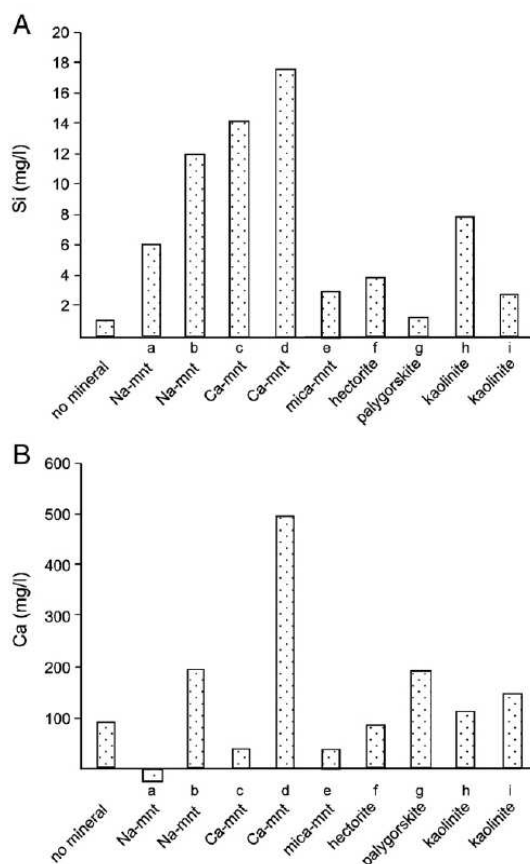 A
20
18
16
14
12
10
8
6
4
2
Si (mg/l)
a b c d e f g h i
no mineral Na-mnt Na-mnt Ca-mnt Ca-mnt mica-mnt hectorite palygorskite kaolinite kaolinite
B
600
500
400
300
200
100
Ca (mg/l)
a b c d e f g h i
no mineral Na-mnt Na-mnt Ca-mnt Ca-mnt mica-mnt hectorite palygorskite kaolinite kaolinite